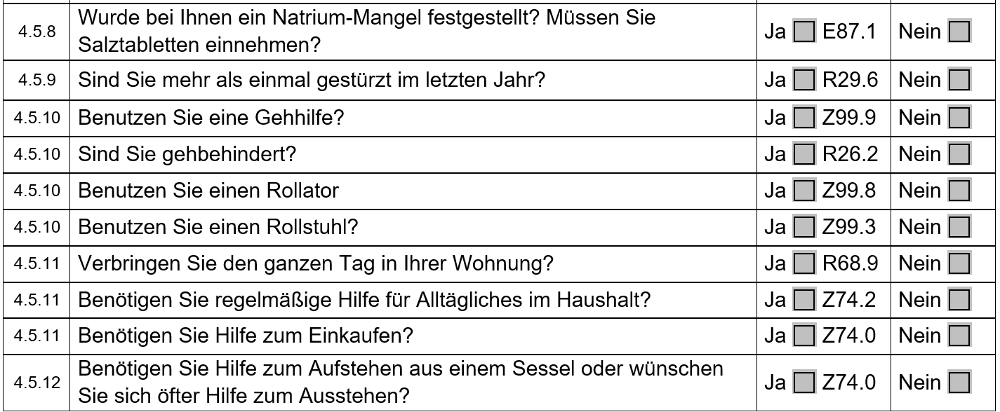 4.5.8 Wurde bei Ihnen ein Natrium-Mangel festgestellt? Müssen Sie
Salztabletten einnehmen? Ja E87.1 Nein
4.5.9 Sind Sie mehr als einmal gestürzt im letzten Jahr? Ja R29.6 Nein
4.5.10 Benutzen Sie eine Gehhilfe? Ja Z99.9 Nein
4.5.10 Sind Sie gehbehindert? Ja R26.2 Nein
4.5.10 Benutzen Sie einen Rollator Ja Z99.8 Nein
4.5.10 Benutzen Sie einen Rollstuhl? Ja Z99.3 Nein
4.5.11 Verbringen Sie den ganzen Tag in Ihrer Wohnung? Ja R68.9 Nein
4.5.11 Benötigen Sie regelmäßige Hilfe für Alltägliches im Haushalt? Ja Z74.2 Nein
4.5.11 Benötigen Sie Hilfe zum Einkaufen? Ja Z74.0 Nein
4.5.12 Benötigen Sie Hilfe zum Aufstehen aus einem Sessel oder wünschen
Sie sich öfter Hilfe zum Ausstehen? Ja Z74.0 Nein